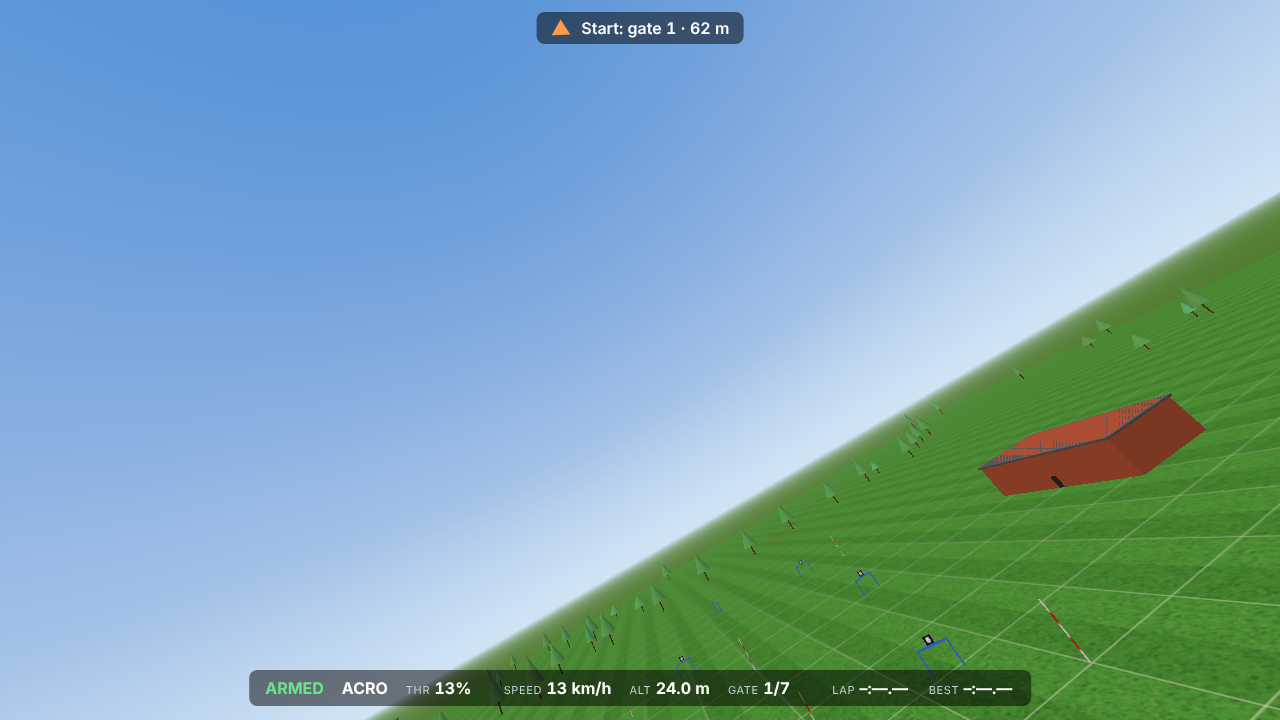 Start: gate 1 · 62 m
ARMED ACRO THR 13% SPEED 13 km/h ALT 24.0 m GATE 1/7 LAP –:––.–– BEST –:––.––